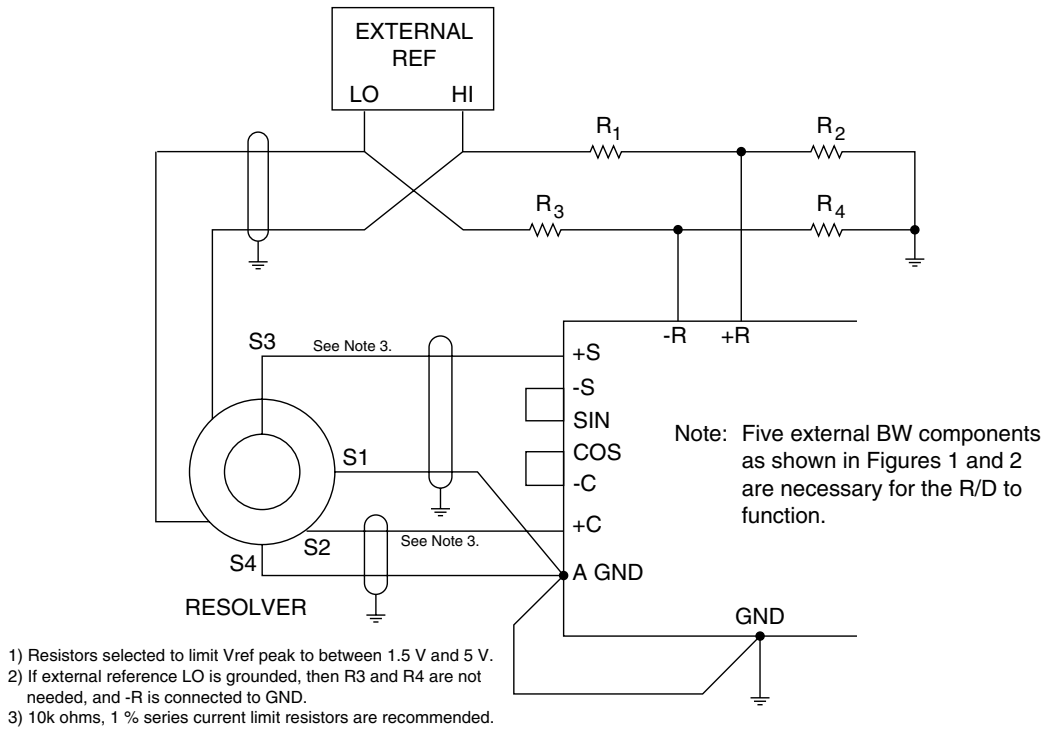 EXTERNAL
REF
LO HI
R1
R2
R3
R4
-R +R
S3
See Note 3.
+S
-S
SIN
COS
-C
+C
S1
S2
See Note 3.
S4
A GND
RESOLVER
GND
Note: Five external BW components
as shown in Figures 1 and 2
are necessary for the R/D to
function.
1) Resistors selected to limit Vref peak to between 1.5 V and 5 V.
2) If external reference LO is grounded, then R3 and R4 are not
needed, and -R is connected to GND.
3) 10k ohms, 1 % series current limit resistors are recommended.